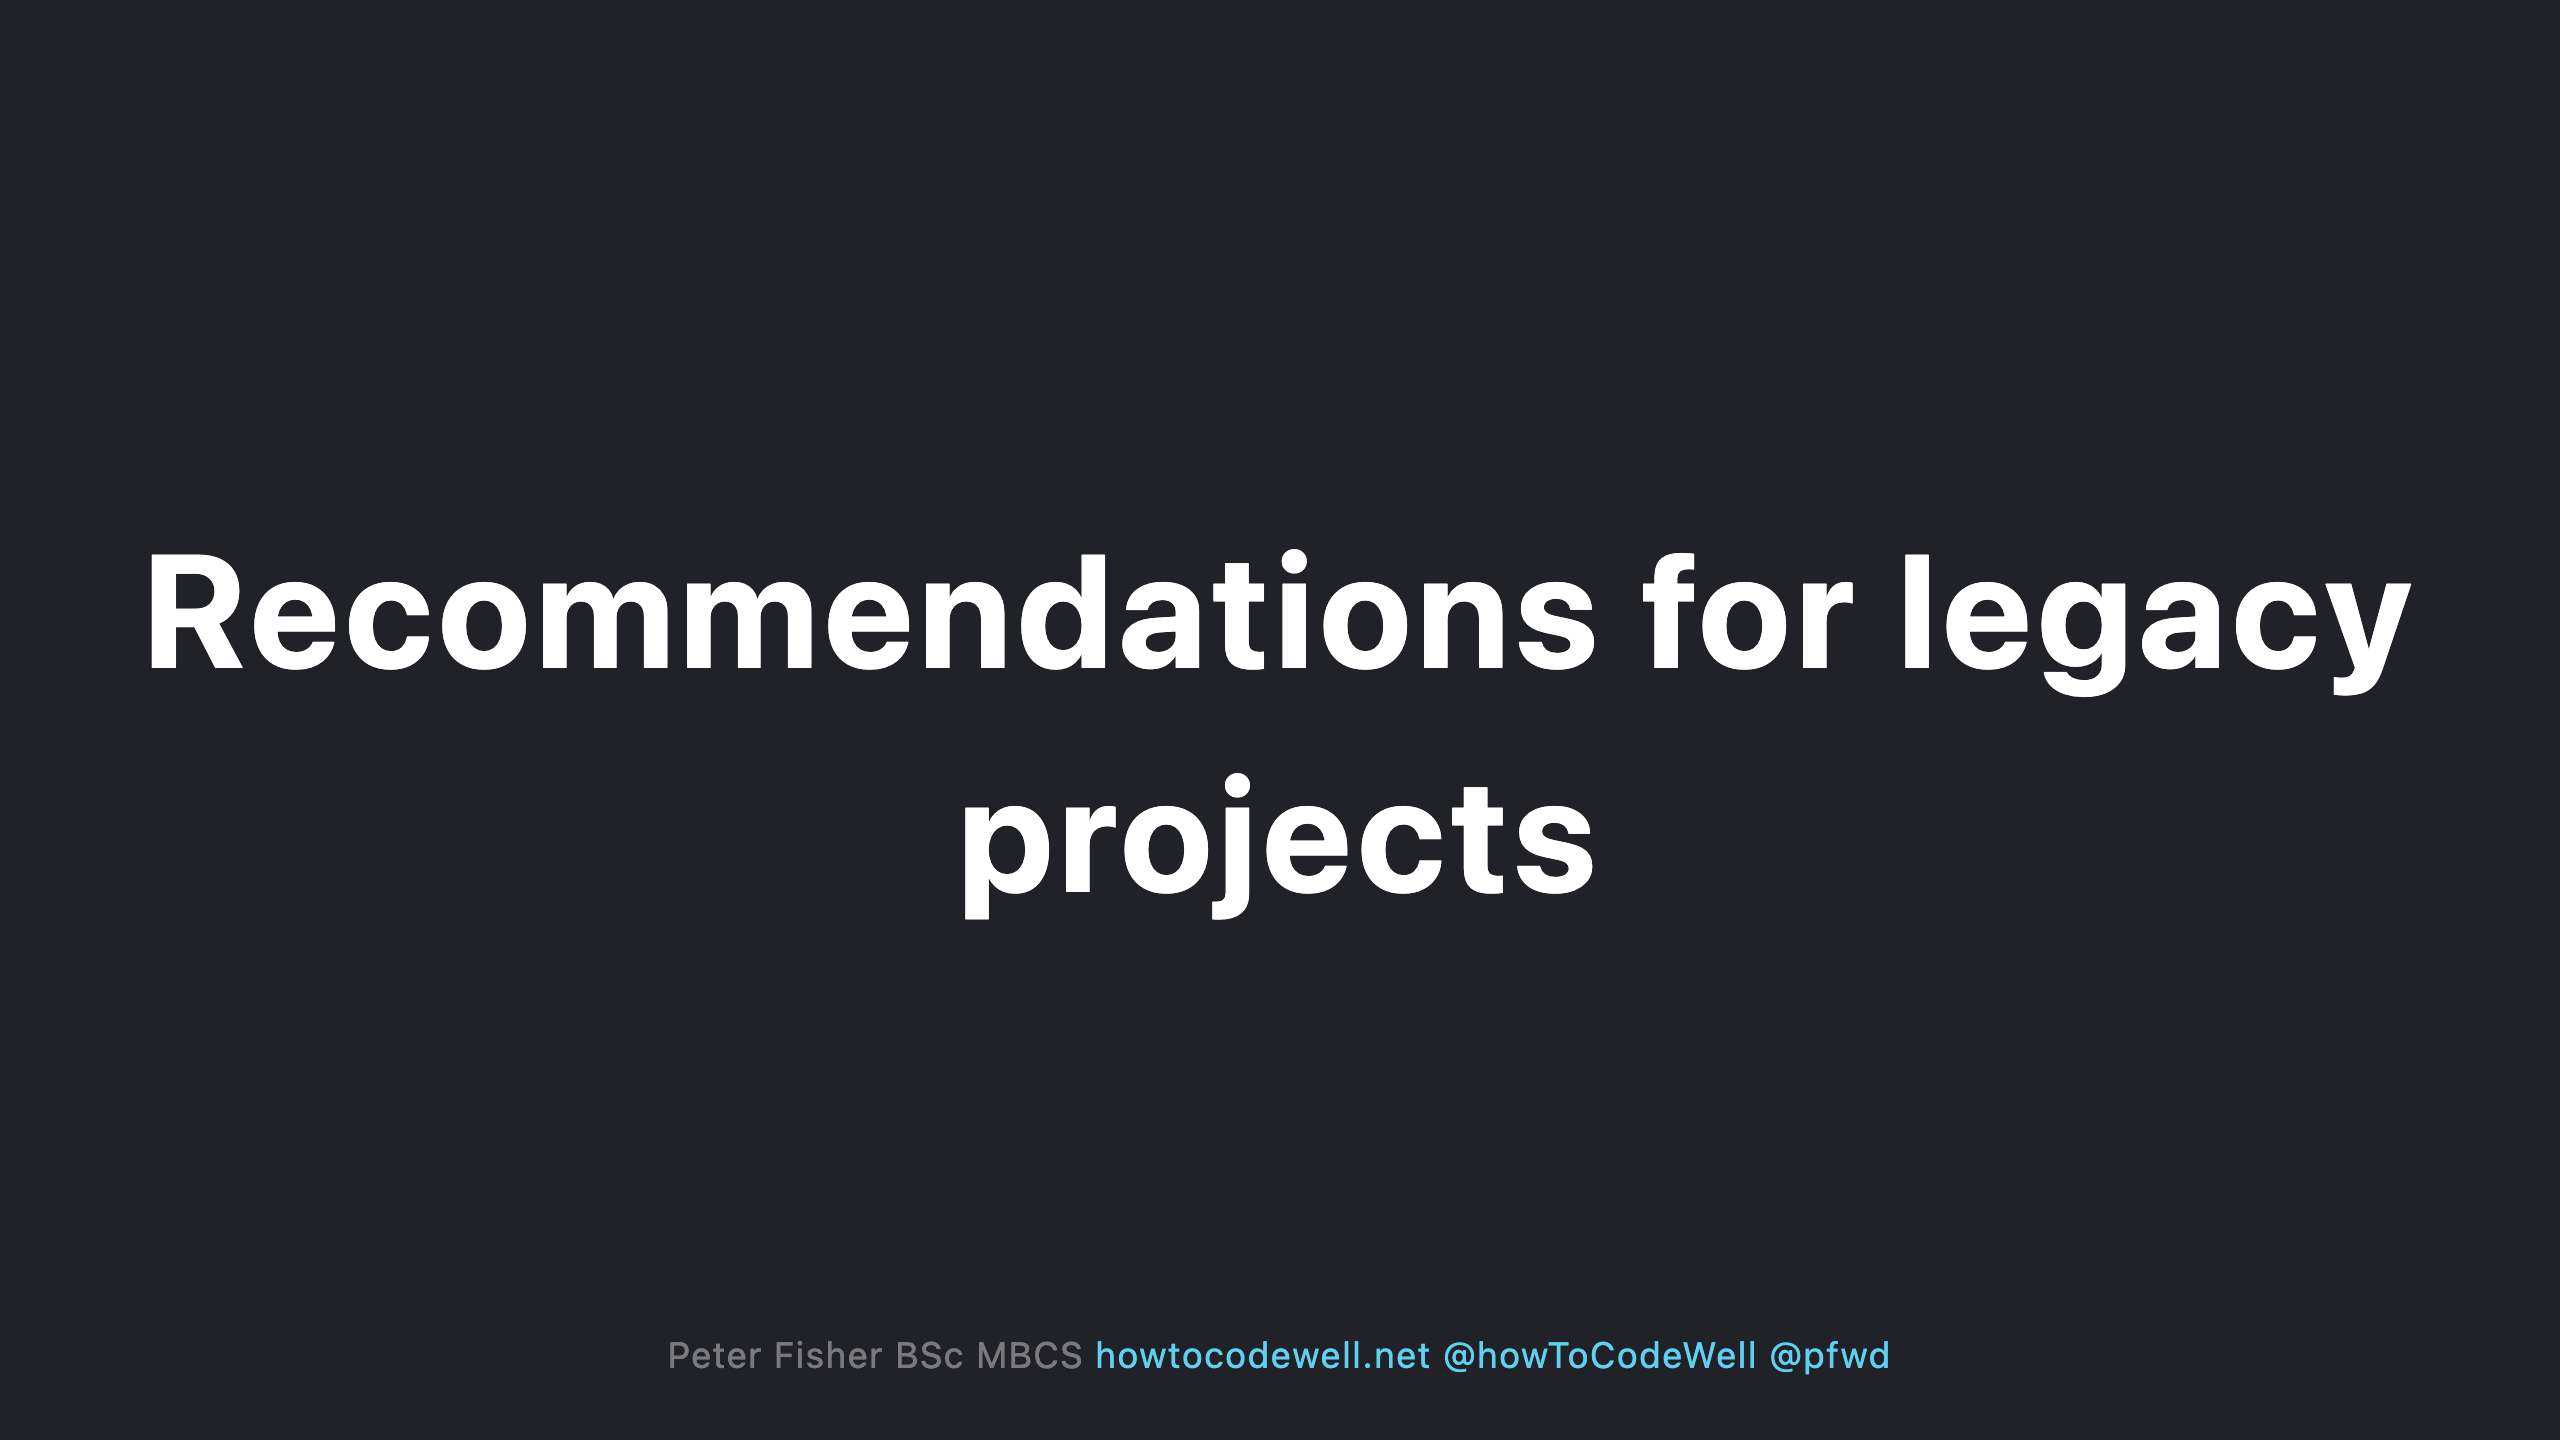 Recommendations for legacy
projects
Peter Fisher BSc MBCS howtocodewell.net @howToCodeWell @pfwd